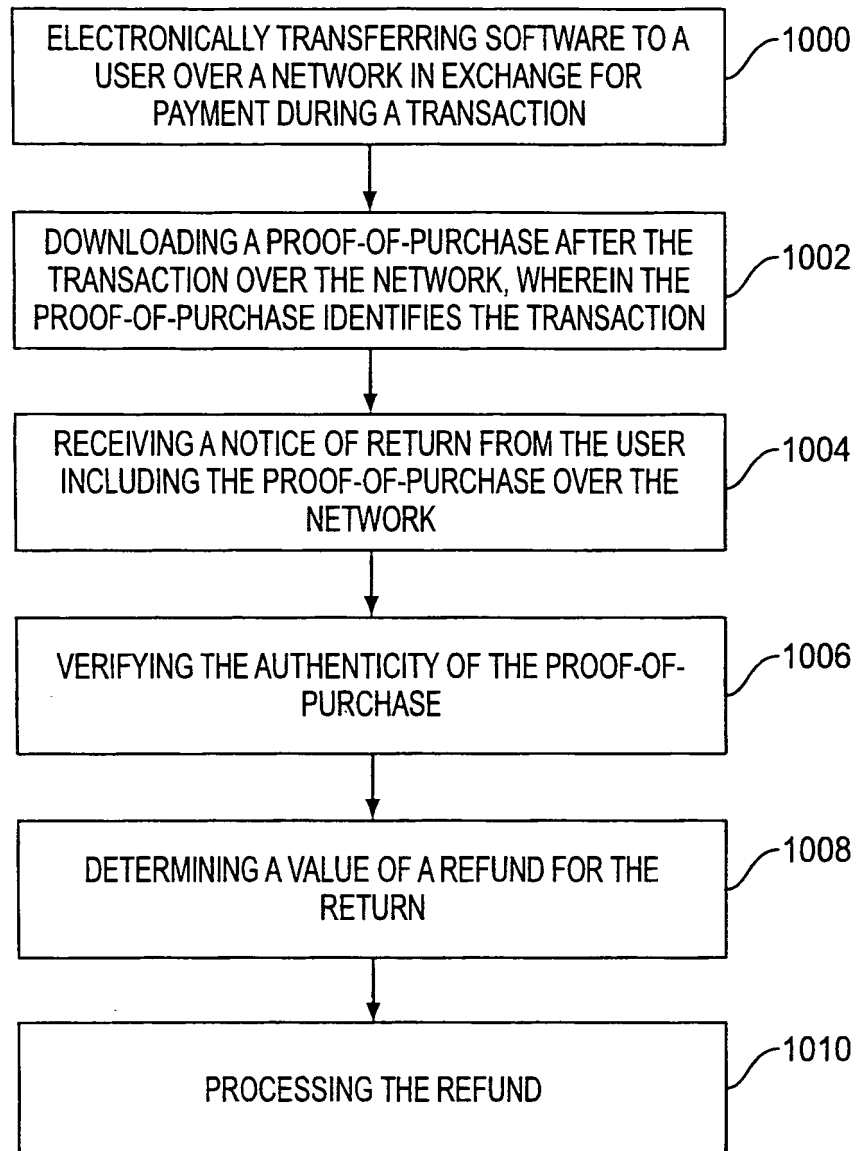 ELECTRONICALLY TRANSFERRING SOFTWARE TO A
USER OVER A NETWORK IN EXCHANGE FOR
PAYMENT DURING A TRANSACTION
1000
DOWNLOADING A PROOF-OF-PURCHASE AFTER THE
TRANSACTION OVER THE NETWORK, WHEREIN THE
PROOF-OF-PURCHASE IDENTIFIES THE TRANSACTION
1002
RECEIVING A NOTICE OF RETURN FROM THE USER
INCLUDING THE PROOF-OF-PURCHASE OVER THE
NETWORK
1004
VERIFYING THE AUTHENTICITY OF THE PROOF-OF-
PURCHASE
1006
DETERMINING A VALUE OF A REFUND FOR THE
RETURN
1008
PROCESSING THE REFUND
1010